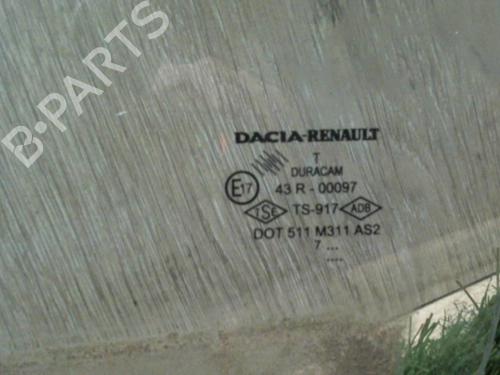 B-PARTS
DACIA-RENAULT
T
DURACAM
E17 43 R - 00097
TSE TS-917 ADB
DOT 511 M311 AS2
7 ...
....